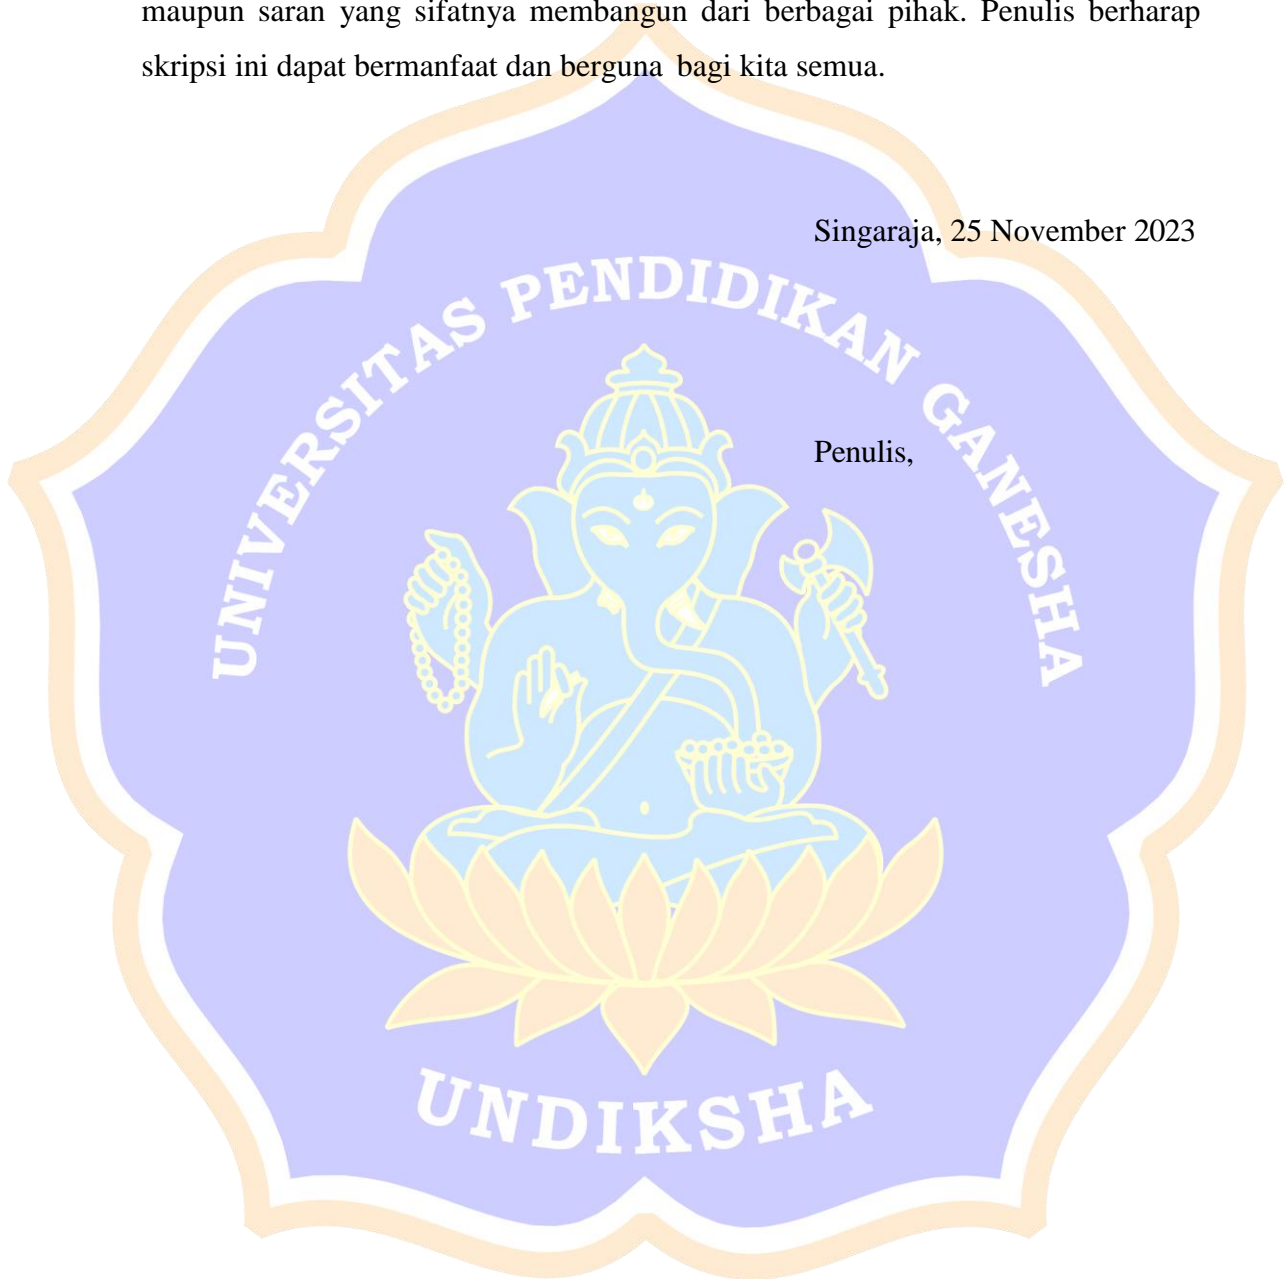 maupun saran yang sifatnya membangun dari berbagai pihak. Penulis berharap
skripsi ini dapat bermanfaat dan berguna bagi kita semua.
Singaraja, 25 November 2023
UNIVERSITAS PENDIDIKAN GANESHA
Penulis,
UNDIKSHA